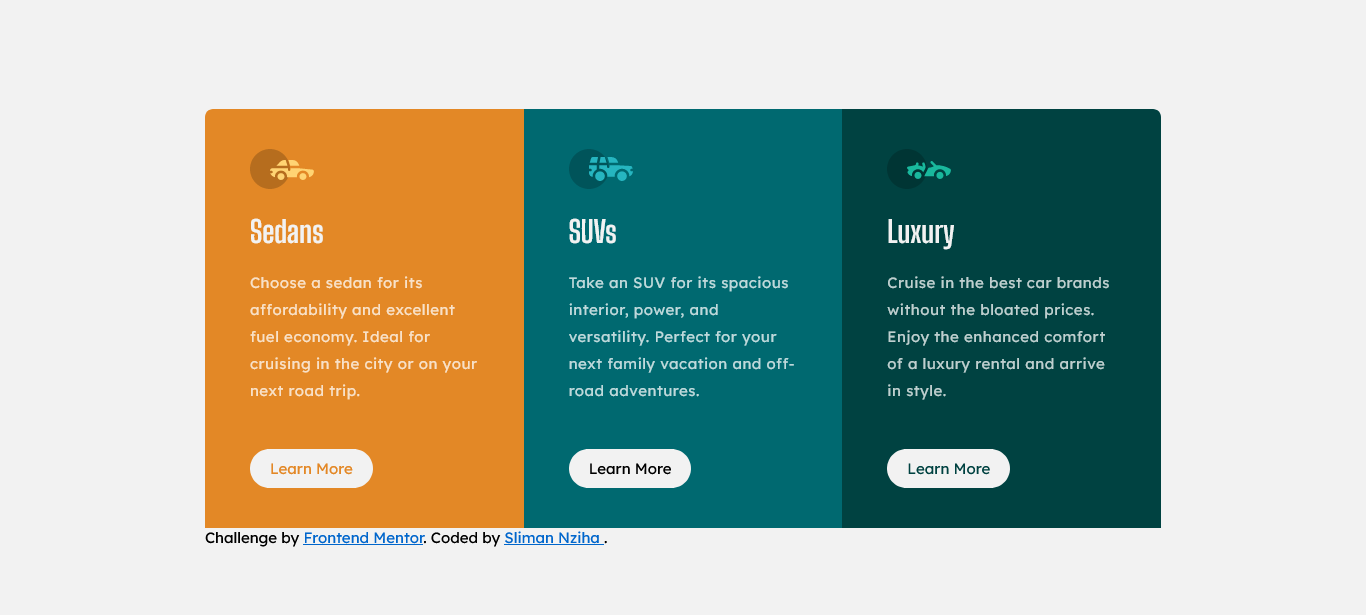 Sedans
Choose a sedan for its
affordability and excellent
fuel economy. Ideal for
cruising in the city or on your
next road trip.
Learn More
SUVs
Take an SUV for its spacious
interior, power, and
versatility. Perfect for your
next family vacation and off-
road adventures.
Learn More
Luxury
Cruise in the best car brands
without the bloated prices.
Enjoy the enhanced comfort
of a luxury rental and arrive
in style.
Learn More
Challenge by Frontend Mentor. Coded by Sliman Nziha .